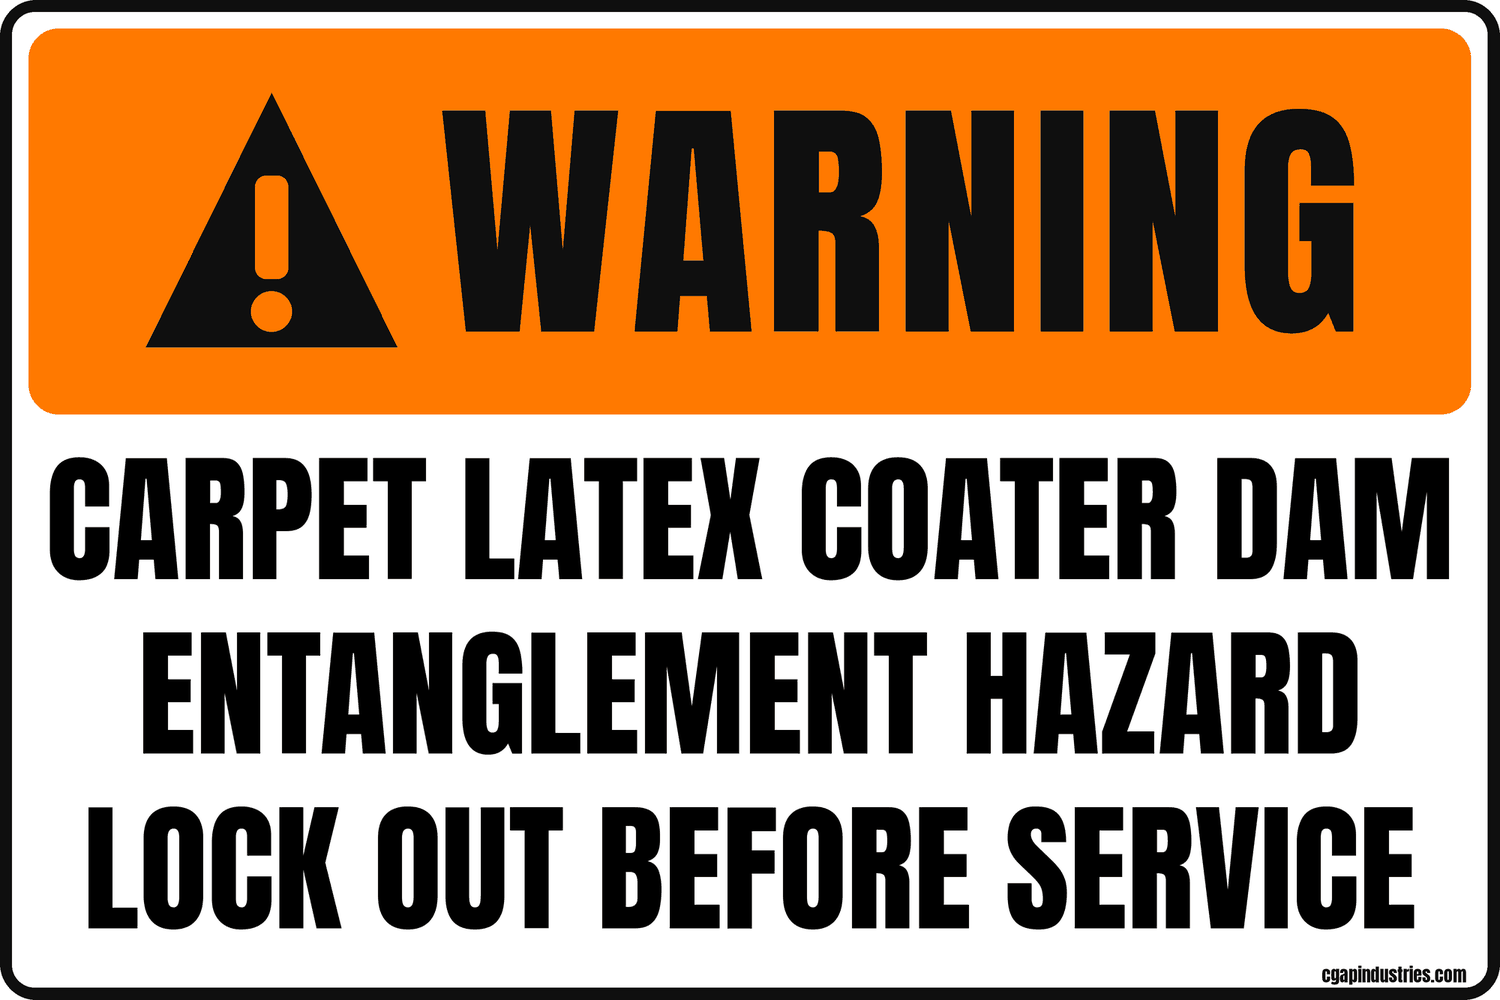 WARNING
CARPET LATEX COATER DAM
ENTANGLEMENT HAZARD
LOCK OUT BEFORE SERVICE
cgapindustries.com